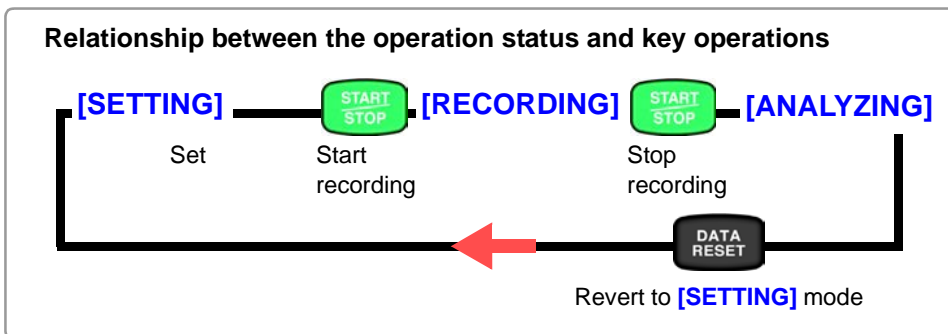 Relationship between the operation status and key operations
[SETTING]
START
STOP
[RECORDING]
START
STOP
[ANALYZING]
Set
Start
recording
Stop
recording
DATA
RESET
Revert to [SETTING] mode